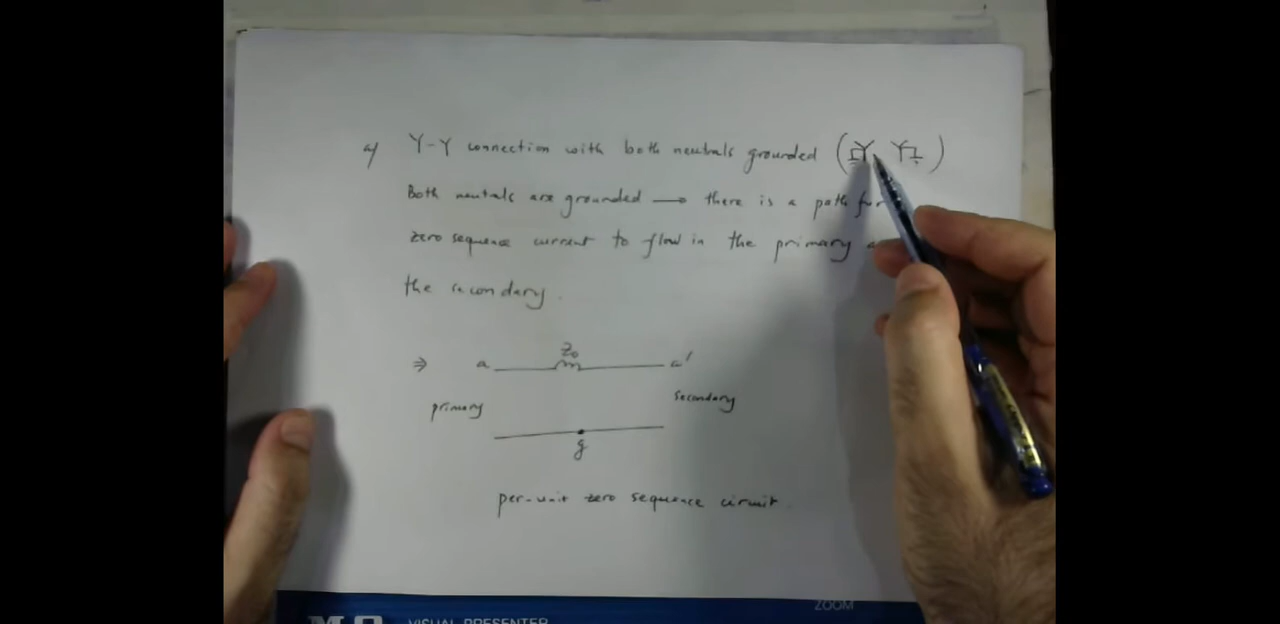 a) Y-Y connection with both neutrals grounded ( Y Y )
Both neutrals are grounded → there is a path for
zero sequence current to flow in the primary
the secondary.
⇒ a Z₀ a'
primary secondary
g
per-unit zero sequence circuit.
VISUAL PRESENTER
ZOOM